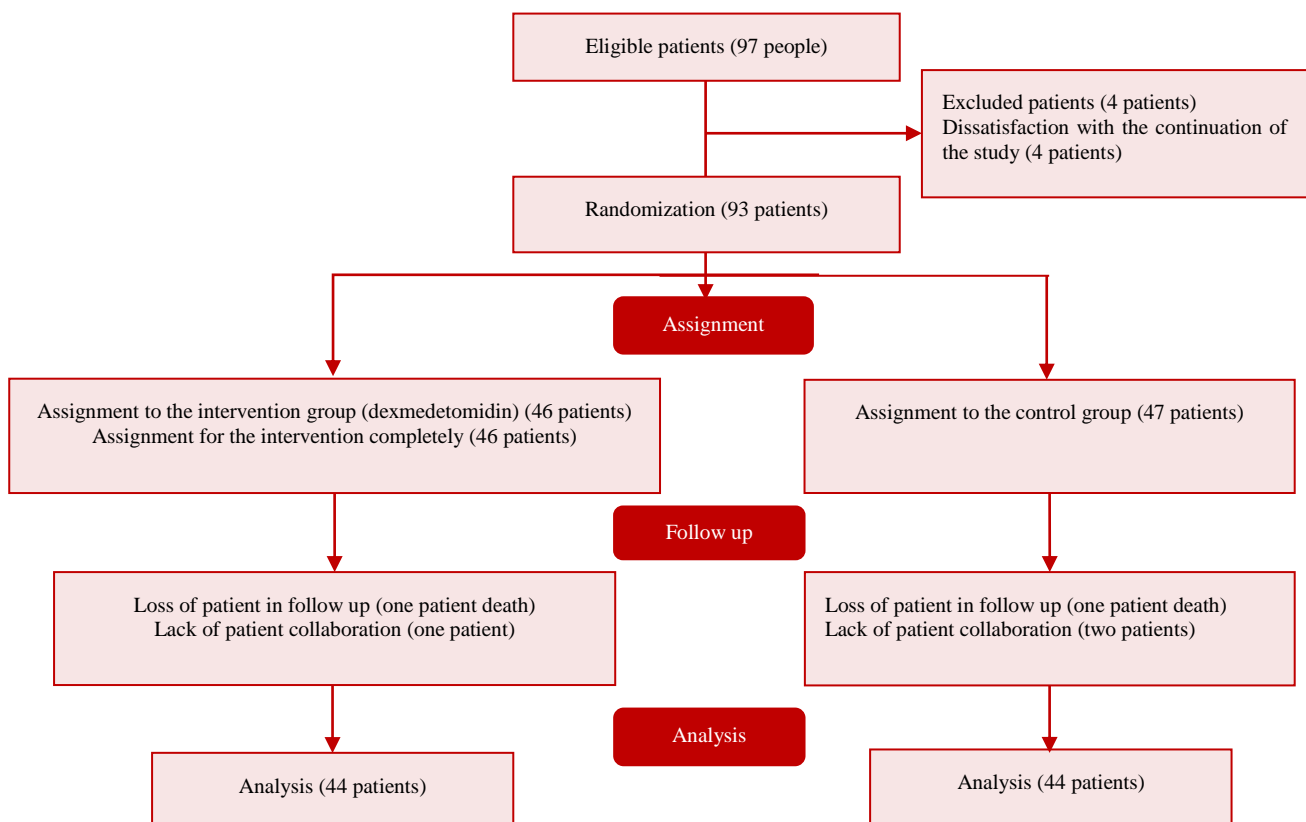 Eligible patients (97 people)
Excluded patients (4 patients)
Dissatisfaction with the continuation of
the study (4 patients)
Randomization (93 patients)
Assignment
Assignment to the intervention group (dexmedetomidin) (46 patients)
Assignment for the intervention completely (46 patients)
Assignment to the control group (47 patients)
Follow up
Loss of patient in follow up (one patient death)
Lack of patient collaboration (one patient)
Loss of patient in follow up (one patient death)
Lack of patient collaboration (two patients)
Analysis
Analysis (44 patients)
Analysis (44 patients)